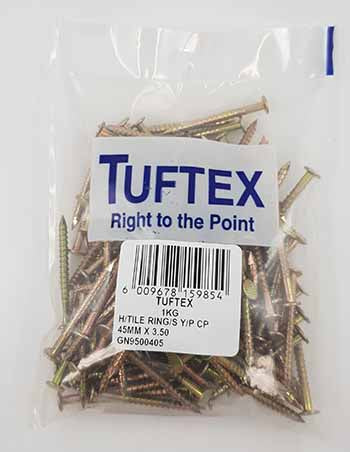 TUFTEX
Right to the Point
6 009678 159854
TUFTEX
1KG
H/TILE RING/S Y/P CP
45MM X 3.50
GN9500405